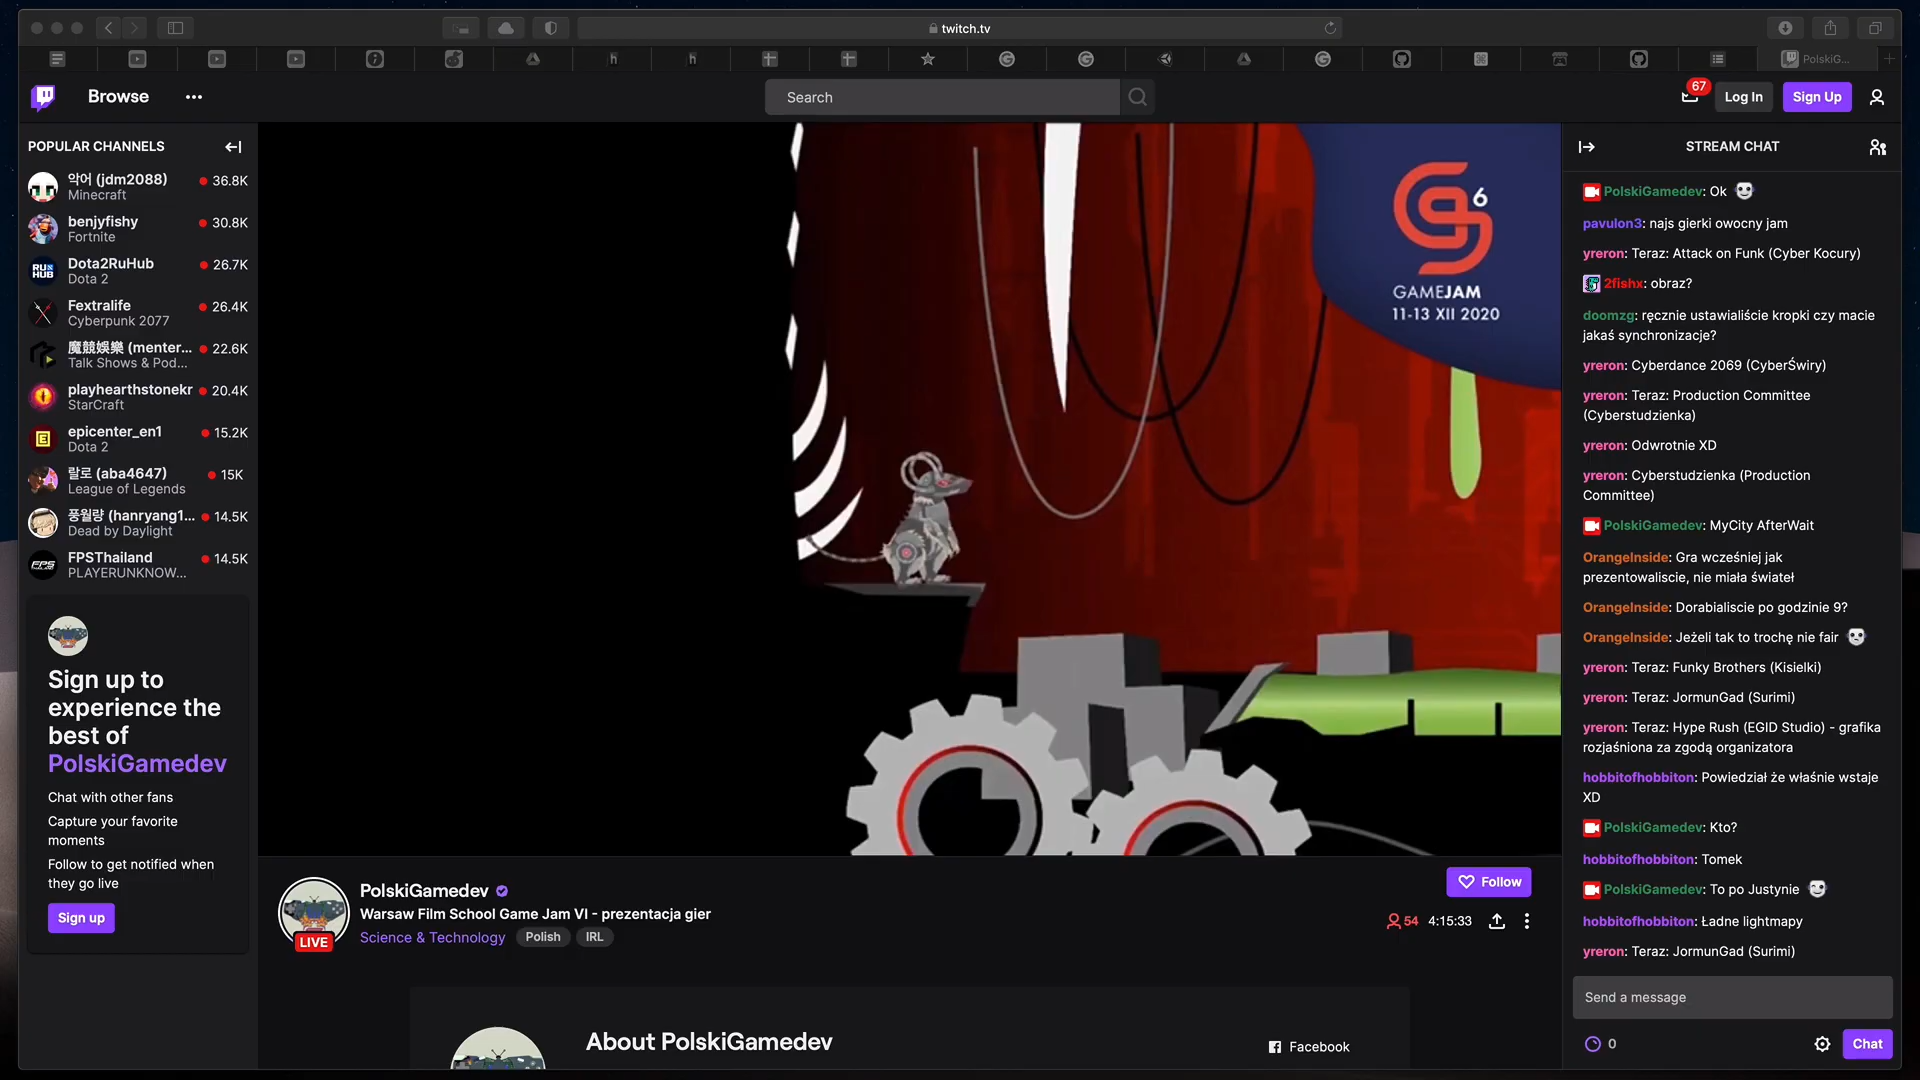 twitch.tv
PolskiG...
Browse
Search
67
Log In
Sign Up
POPULAR CHANNELS
악어 (jdm2088)
36.8K
Minecraft
benjyfishy
30.8K
Fortnite
Dota2RuHub
26.7K
Dota 2
Fextralife
26.4K
Cyberpunk 2077
魔競娛樂 (menter...
22.6K
Talk Shows & Pod...
playhearthstonekr
20.4K
StarCraft
epicenter_en1
15.2K
Dota 2
랄로 (aba4647)
15K
League of Legends
풍월량 (hanryang1...
14.5K
Dead by Daylight
FPSThailand
14.5K
PLAYERUNKNOW...
Sign up to
experience the
best of
PolskiGamedev
Chat with other fans
Capture your favorite
moments
Follow to get notified when
they go live
Sign up
6
GAMEJAM
11-13 XII 2020
PolskiGamedev
Warsaw Film School Game Jam VI - prezentacja gier
Science & Technology
Polish
IRL
LIVE
Follow
54
4:15:33
About PolskiGamedev
Facebook
STREAM CHAT
PolskiGamedev: Ok
pavulon3: najs gierki owocny jam
yreron: Teraz: Attack on Funk (Cyber Kocury)
2fishx: obraz?
doomzg: ręcznie ustawialiście kropki czy macie
jakaś synchronizacje?
yreron: Cyberdance 2069 (CyberŚwiry)
yreron: Teraz: Production Committee
(Cyberstudzienka)
yreron: Odwrotnie XD
yreron: Cyberstudzienka (Production
Committee)
PolskiGamedev: MyCity AfterWait
OrangeInside: Gra wcześniej jak
prezentowaliscie, nie miała świateł
OrangeInside: Dorabialiscie po godzinie 9?
OrangeInside: Jeżeli tak to trochę nie fair
yreron: Teraz: Funky Brothers (Kisielki)
yreron: Teraz: JormunGad (Surimi)
yreron: Teraz: Hype Rush (EGID Studio) - grafika
rozjaśniona za zgodą organizatora
hobbitofhobbiton: Powiedział że właśnie wstaje
XD
PolskiGamedev: Kto?
hobbitofhobbiton: Tomek
PolskiGamedev: To po Justynie
hobbitofhobbiton: Ładne lightmapy
yreron: Teraz: JormunGad (Surimi)
Send a message
0
Chat